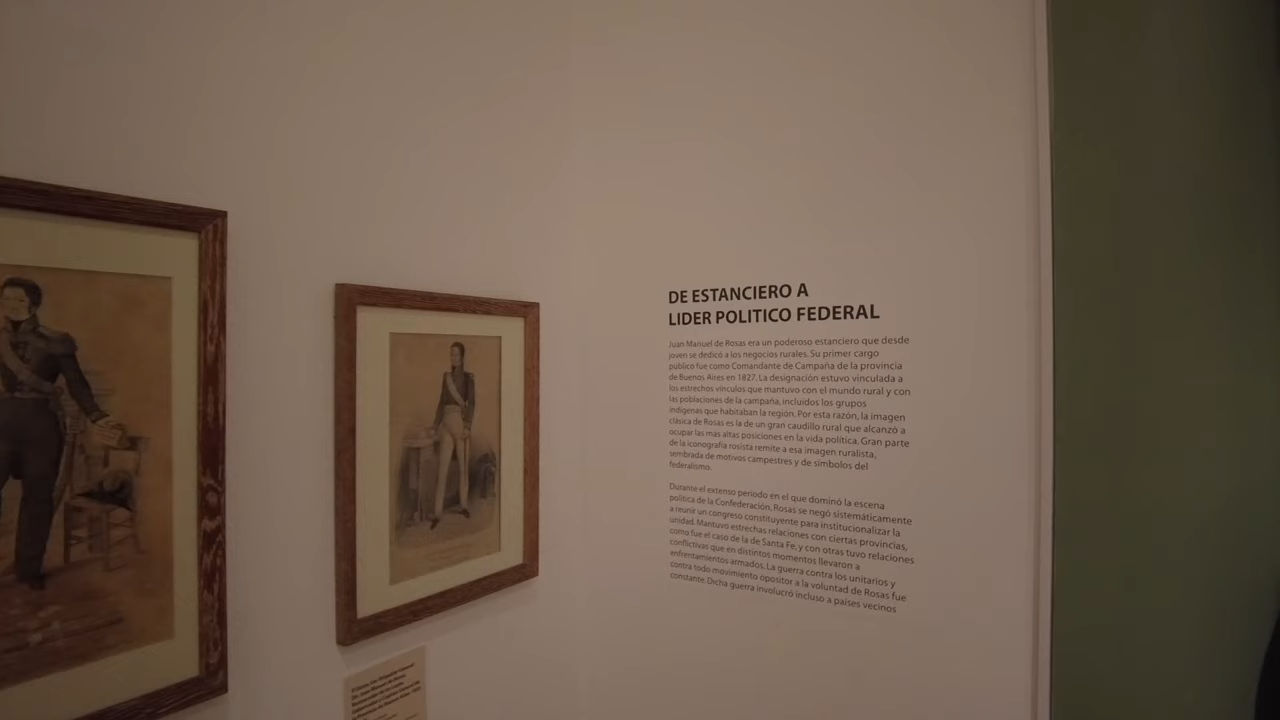 DE ESTANCIERO A
LIDER POLITICO FEDERAL
Juan Manuel de Rosas era un poderoso estanciero que desde
joven se dedicó a los negocios rurales. Su primer cargo
público fue como Comandante de Campaña de la provincia
de Buenos Aires en 1827. La designación estuvo vinculada a
los estrechos vínculos que mantuvo con el mundo rural y con
las poblaciones de la campaña, incluidos los grupos
indígenas que habitaban la región. Por esta razón, la imagen
clásica de Rosas es la de un gran caudillo rural que alcanzó a
ocupar las más altas posiciones en la vida política. Gran parte
de la iconografía rosista remite a esa imagen ruralista,
sembrada de motivos campestres y de símbolos del
federalismo.
Durante el extenso período en el que dominó la escena
política de la Confederación, Rosas se negó sistemáticamente
a reunir un congreso constituyente para institucionalizar la
unidad. Mantuvo estrechas relaciones con ciertas provincias,
como fue el caso de la de Santa Fe, y con otras tuvo relaciones
conflictivas que en distintos momentos llevaron a
enfrentamientos armados. La guerra contra los unitarios y
contra todo movimiento opositor a la voluntad de Rosas fue
constante. Dicha guerra involucró incluso a países vecinos